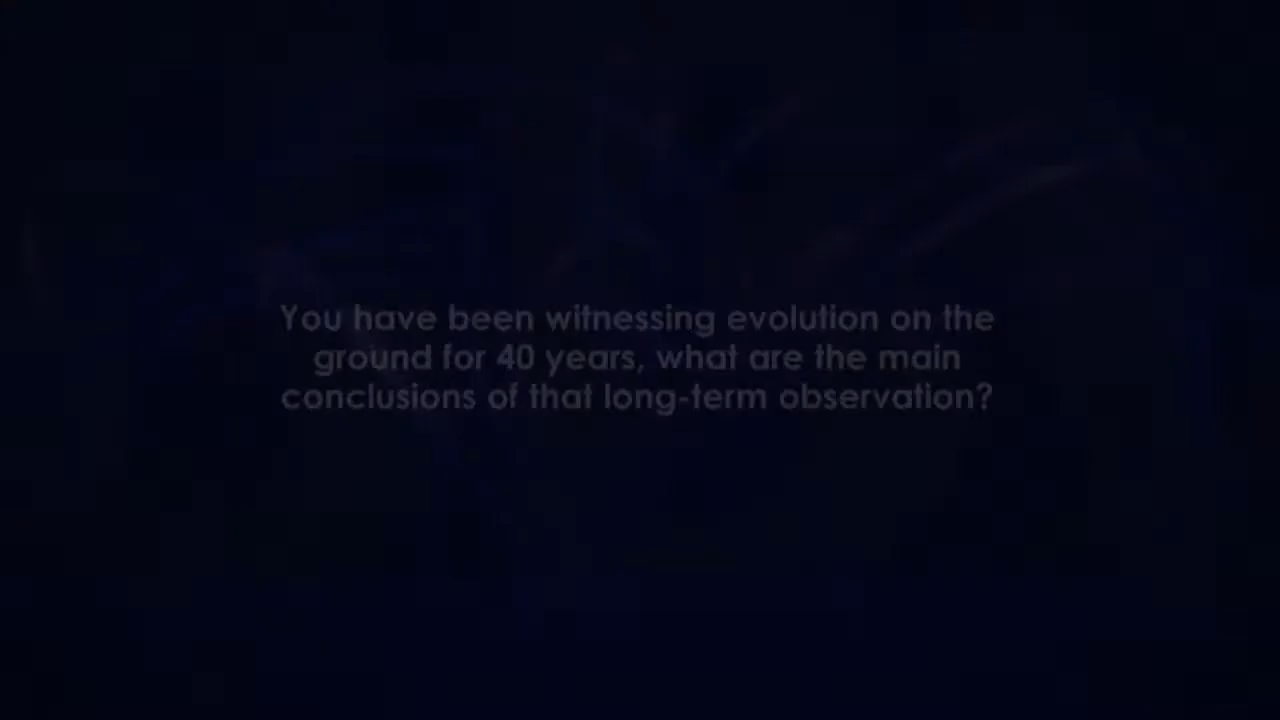 You have been witnessing evolution on the
ground for 40 years, what are the main
conclusions of that long-term observation?